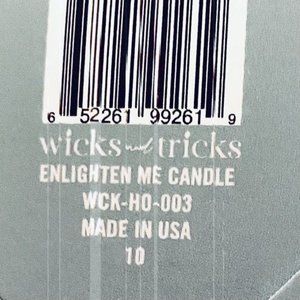 6 52261 99261 9
wicks and tricks
ENLIGHTEN ME CANDLE
WCK-HO-003
MADE IN USA
10